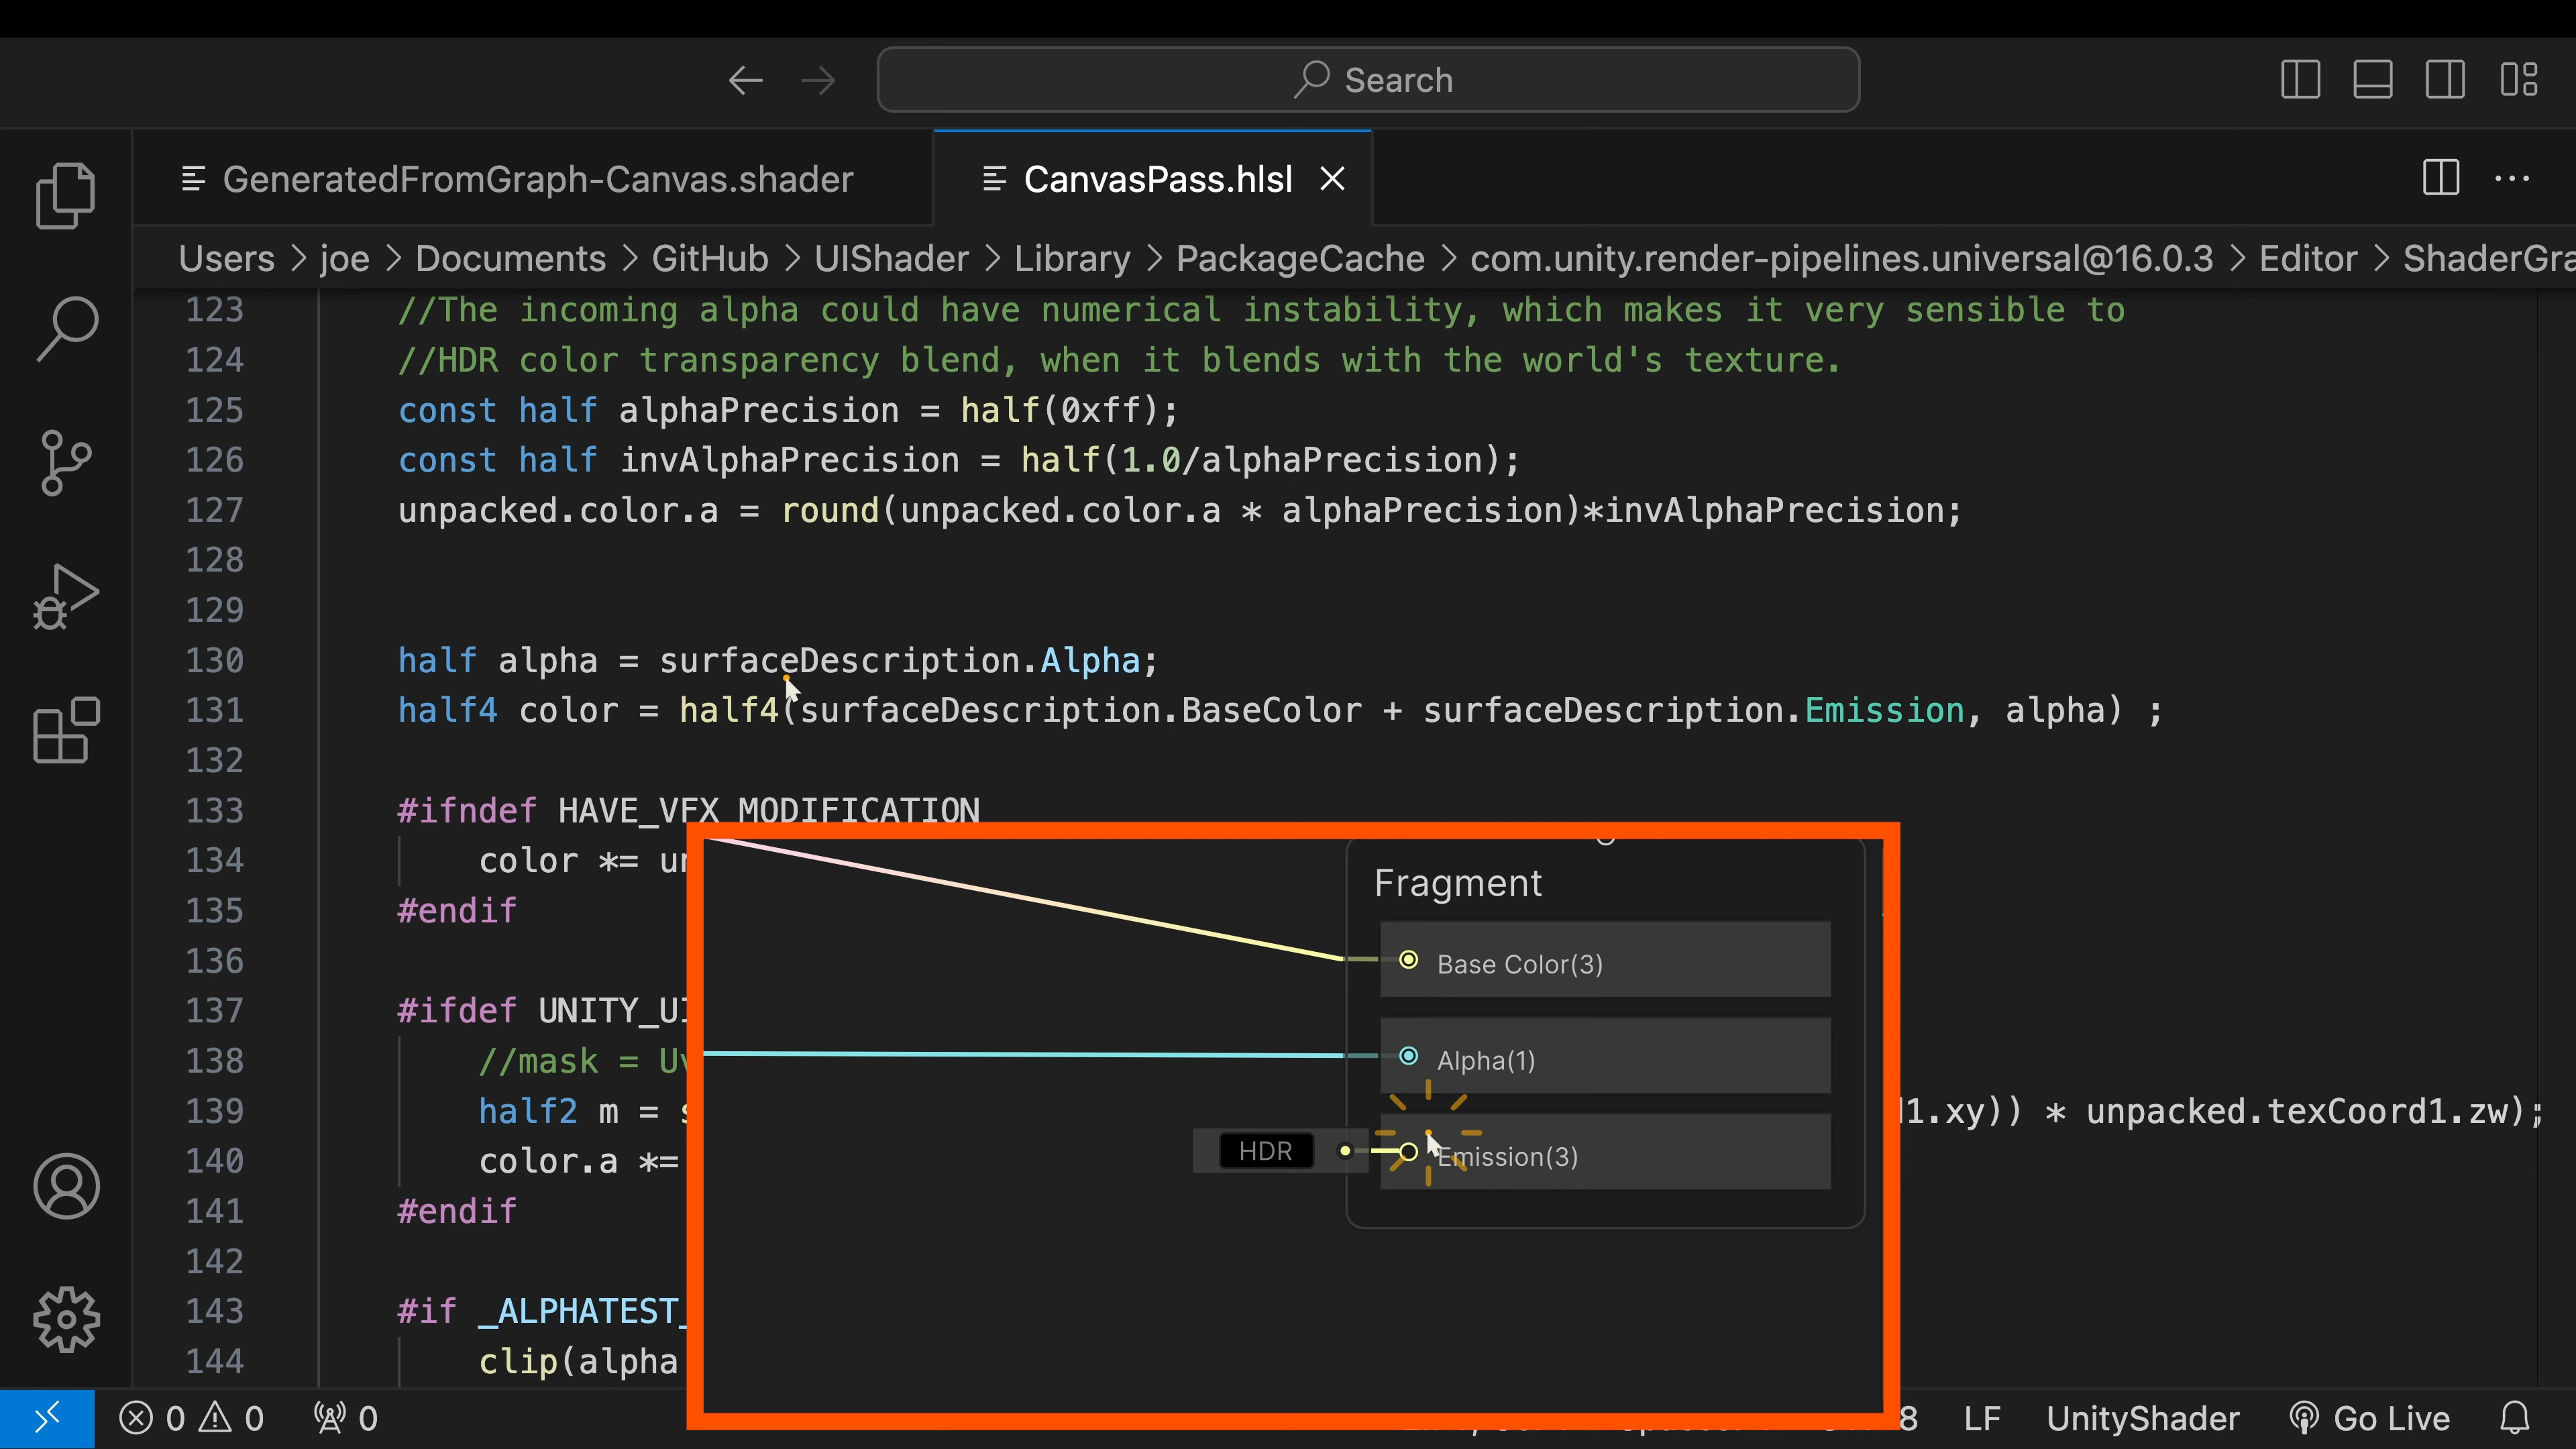 Search
GeneratedFromGraph-Canvas.shader
CanvasPass.hlsl
Users > joe > Documents > GitHub > UIShader > Library > PackageCache > com.unity.render-pipelines.universal@16.0.3 > Editor > ShaderGra
123 //The incoming alpha could have numerical instability, which makes it very sensible to
124 //HDR color transparency blend, when it blends with the world's texture.
125 const half alphaPrecision = half(0xff);
126 const half invAlphaPrecision = half(1.0/alphaPrecision);
127 unpacked.color.a = round(unpacked.color.a * alphaPrecision)*invAlphaPrecision;
128
129
130 half alpha = surfaceDescription.Alpha;
131 half4 color = half4(surfaceDescription.BaseColor + surfaceDescription.Emission, alpha) ;
132
133 #ifndef HAVE_VFX_MODIFICATION
134 color *= un
135 #endif
136
137 #ifdef UNITY_UI
138 //mask = Uv
139 half2 m = s
1.xy)) * unpacked.texCoord1.zw);
140 color.a *=
141 #endif
142
143 #if _ALPHATEST_
144 clip(alpha
Fragment
Base Color(3)
Alpha(1)
HDR
Emission(3)
0 0 0
8 LF UnityShader Go Live